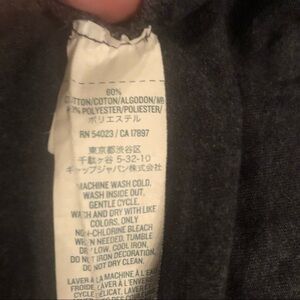 60%
COTTON/COTON/ALGODON/綿
40% POLYESTER/POLIESTER/
ポリエステル
RN 54023 / CA 17897
東京都渋谷区
千駄ヶ谷 5-32-10
ギャップジャパン株式会社
MACHINE WASH COLD.
WASH INSIDE OUT,
GENTLE CYCLE.
WASH AND DRY WITH LIKE
COLORS, ONLY
NON-CHLORINE BLEACH
WHEN NEEDED, TUMBLE
DRY LOW, COOL IRON,
DO NOT IRON DECORATION,
DO NOT DRY CLEAN.
LAVER À LA MACHINE À L'EAU
FROIDE. LAVER À L'ENVERS
CYCLE DÉLICAT.